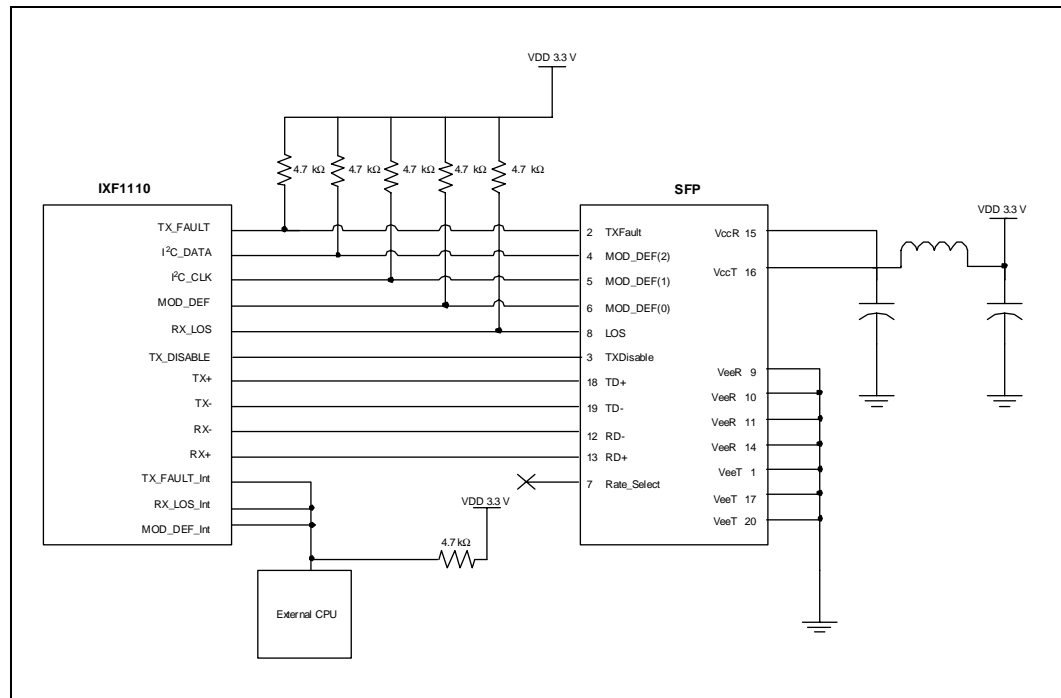 VDD 3.3 V
4.7 kΩ 4.7 kΩ 4.7 kΩ 4.7 kΩ 4.7 kΩ
IXF1110
SFP
VDD 3.3 V
TX_FAULT
I²C_DATA
I²C_CLK
MOD_DEF
RX_LOS
TX_DISABLE
TX+
TX-
RX-
RX+
TX_FAULT_Int
RX_LOS_Int
MOD_DEF_Int
2 TXFault
4 MOD_DEF(2)
5 MOD_DEF(1)
6 MOD_DEF(0)
8 LOS
3 TXDisable
18 TD+
19 TD-
12 RD-
13 RD+
7 Rate_Select
VccR 15
VccT 16
VeeR 9
VeeR 10
VeeR 11
VeeR 14
VeeT 1
VeeT 17
VeeT 20
VDD 3.3 V
4.7 kΩ
External CPU